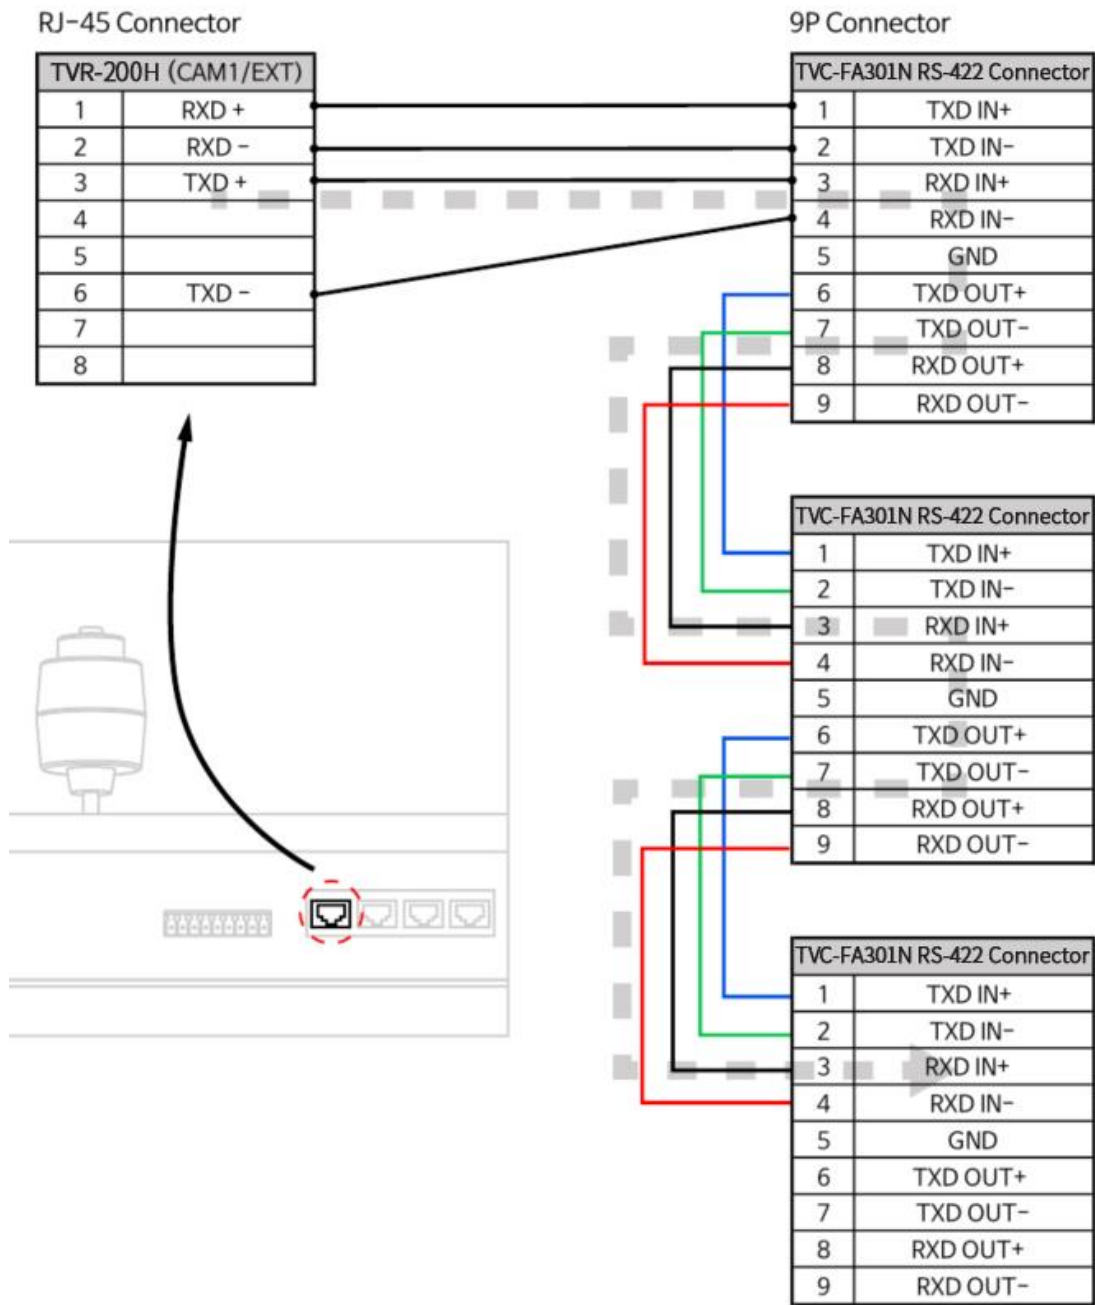 RJ-45 Connector
TVR-200H (CAM1/EXT)
1 RXD +
2 RXD -
3 TXD +
4
5
6 TXD -
7
8
9P Connector
TVC-FA301N RS-422 Connector
1 TXD IN+
2 TXD IN-
3 RXD IN+
4 RXD IN-
5 GND
6 TXD OUT+
7 TXD OUT-
8 RXD OUT+
9 RXD OUT-
TVC-FA301N RS-422 Connector
1 TXD IN+
2 TXD IN-
3 RXD IN+
4 RXD IN-
5 GND
6 TXD OUT+
7 TXD OUT-
8 RXD OUT+
9 RXD OUT-
TVC-FA301N RS-422 Connector
1 TXD IN+
2 TXD IN-
3 RXD IN+
4 RXD IN-
5 GND
6 TXD OUT+
7 TXD OUT-
8 RXD OUT+
9 RXD OUT-